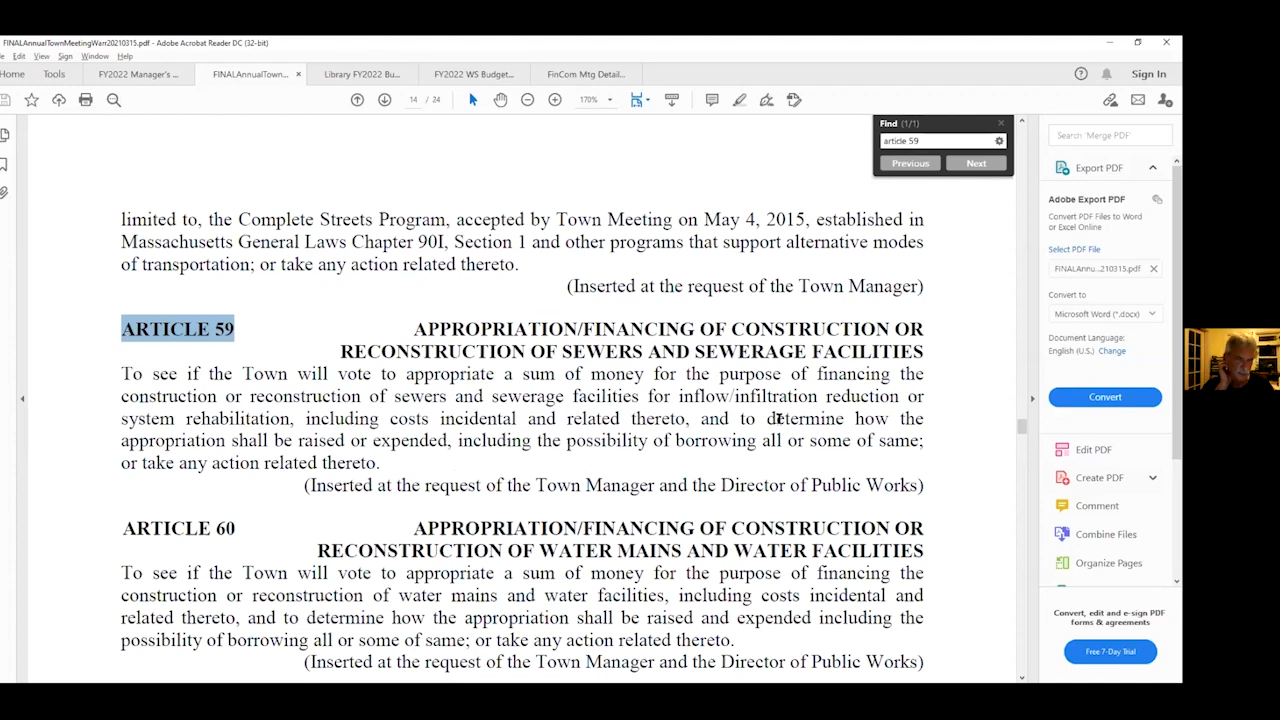 FINALAnnualTownMeetingWarr20210315.pdf - Adobe Acrobat Reader DC (32-bit)
Edit View Sign Window Help
Home Tools FY2022 Manager's ... FINALAnnualTown... × Library FY2022 Bu... FY2022 WS Budget... FinCom Mtg Detail... Sign In
14 / 24 170%
Find (1/1)
article 59
Previous Next
limited to, the Complete Streets Program, accepted by Town Meeting on May 4, 2015, established in
Massachusetts General Laws Chapter 90I, Section 1 and other programs that support alternative modes
of transportation; or take any action related thereto.
(Inserted at the request of the Town Manager)
ARTICLE 59 APPROPRIATION/FINANCING OF CONSTRUCTION OR
RECONSTRUCTION OF SEWERS AND SEWERAGE FACILITIES
To see if the Town will vote to appropriate a sum of money for the purpose of financing the
construction or reconstruction of sewers and sewerage facilities for inflow/infiltration reduction or
system rehabilitation, including costs incidental and related thereto, and to determine how the
appropriation shall be raised or expended, including the possibility of borrowing all or some of same;
or take any action related thereto.
(Inserted at the request of the Town Manager and the Director of Public Works)
ARTICLE 60 APPROPRIATION/FINANCING OF CONSTRUCTION OR
RECONSTRUCTION OF WATER MAINS AND WATER FACILITIES
To see if the Town will vote to appropriate a sum of money for the purpose of financing the
construction or reconstruction of water mains and water facilities, including costs incidental and
related thereto, and to determine how the appropriation shall be raised and expended including the
possibility of borrowing all or some of same; or take any action related thereto.
(Inserted at the request of the Town Manager and the Director of Public Works)
Search 'Merge PDF'
Export PDF
Adobe Export PDF
Convert PDF Files to Word
or Excel Online
Select PDF File
FINALAnnu...210315.pdf
Convert to
Microsoft Word (*.docx)
Document Language:
English (U.S.) Change
Convert
Edit PDF
Create PDF
Comment
Combine Files
Organize Pages
Convert, edit and e-sign PDF
forms & agreements
Free 7-Day Trial